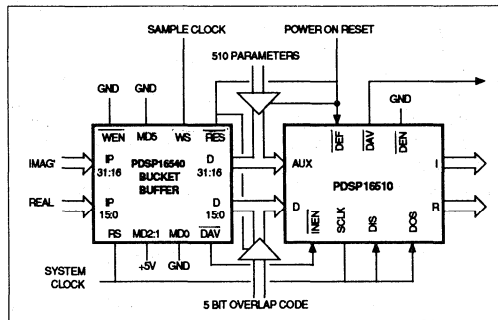 SAMPLE CLOCK
POWER ON RESET
510 PARAMETERS
GND GND
GND
WEN MD5 WS RES
DEF DAV DEN
IMAG'
IP 31:16
PDSP16540 BUCKET BUFFER
D 31:16
AUX
PDSP16510
I
REAL
IP 15:0
D 15:0
D
R
RS MD2:1 MD0 DAV
INEN SCLK DIS DOS
SYSTEM CLOCK
+5V GND
5 BIT OVERLAP CODE